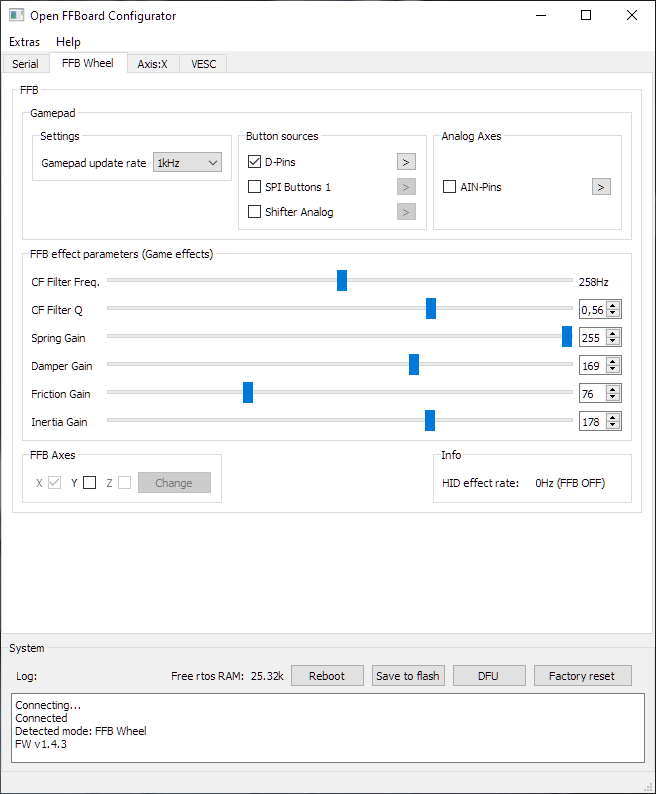 Open FFBoard Configurator
Extras Help
Serial FFB Wheel Axis:X VESC
FFB
Gamepad
Settings
Gamepad update rate 1kHz
Button sources
D-Pins >
SPI Buttons 1 >
Shifter Analog >
Analog Axes
AIN-Pins >
FFB effect parameters (Game effects)
CF Filter Freq. 258Hz
CF Filter Q 0,56
Spring Gain 255
Damper Gain 169
Friction Gain 76
Inertia Gain 178
FFB Axes
X Y Z Change
Info
HID effect rate: 0Hz (FFB OFF)
System
Log: Free rtos RAM: 25.32k Reboot Save to flash DFU Factory reset
Connecting...
Connected
Detected mode: FFB Wheel
FW v1.4.3